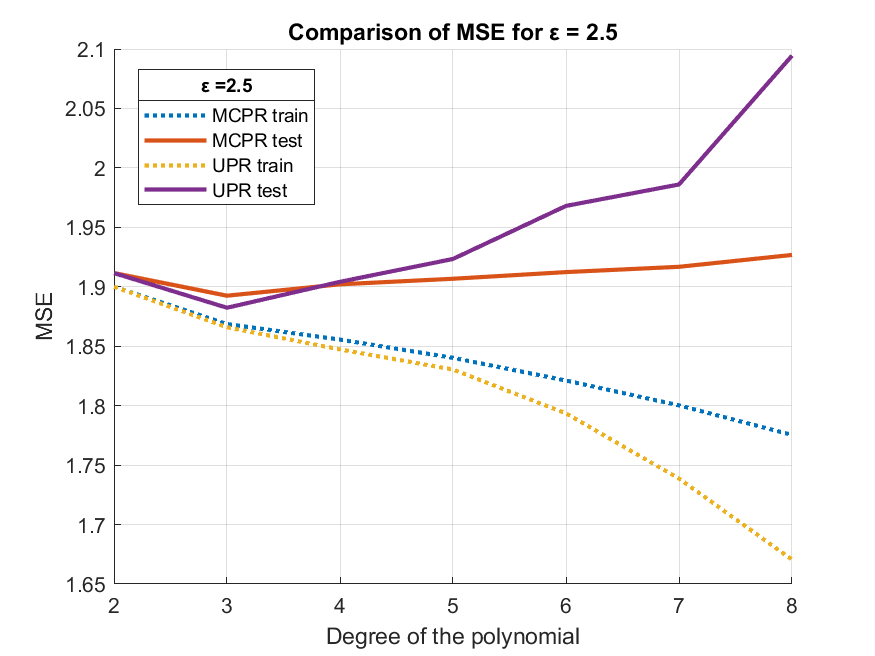 Comparison of MSE for ε = 2.5
2.1
2.05
2
1.95
1.9
1.85
1.8
1.75
1.7
1.65
MSE
ε =2.5
MCPR train
MCPR test
UPR train
UPR test
2 3 4 5 6 7 8
Degree of the polynomial